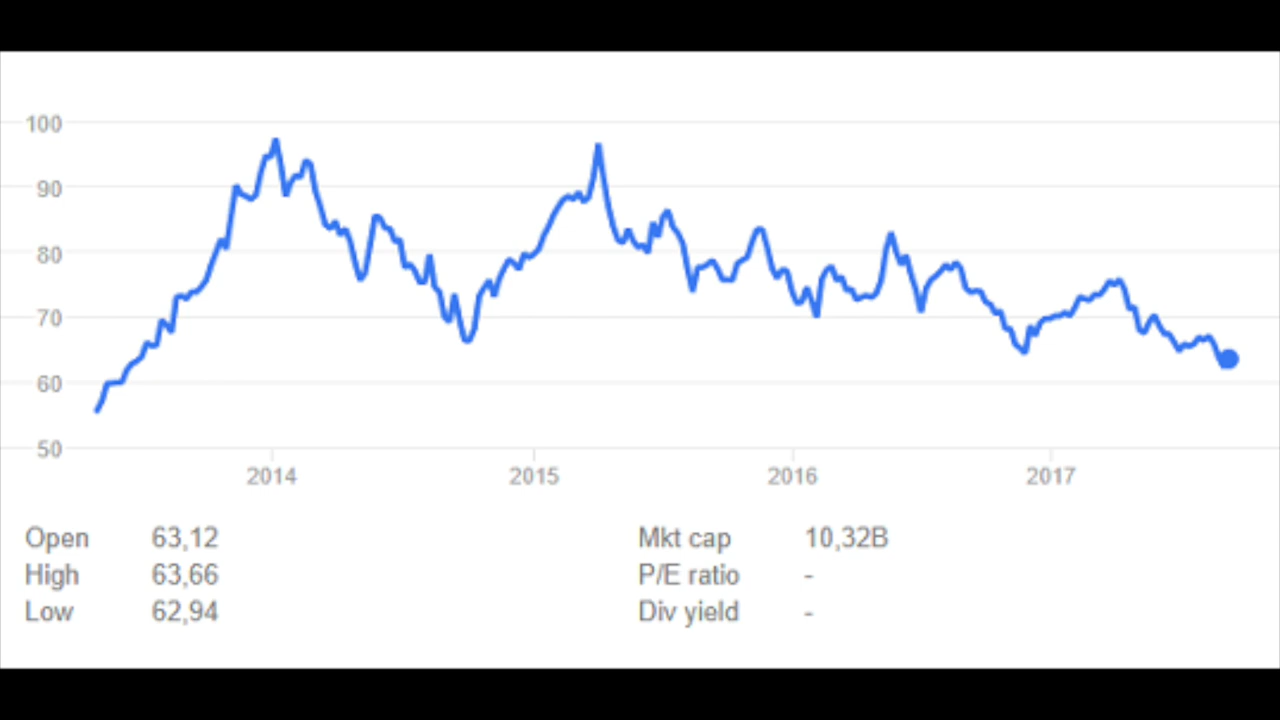 100
90
80
70
60
50
2014 2015 2016 2017
Open 63,12 Mkt cap 10,32B
High 63,66 P/E ratio -
Low 62,94 Div yield -